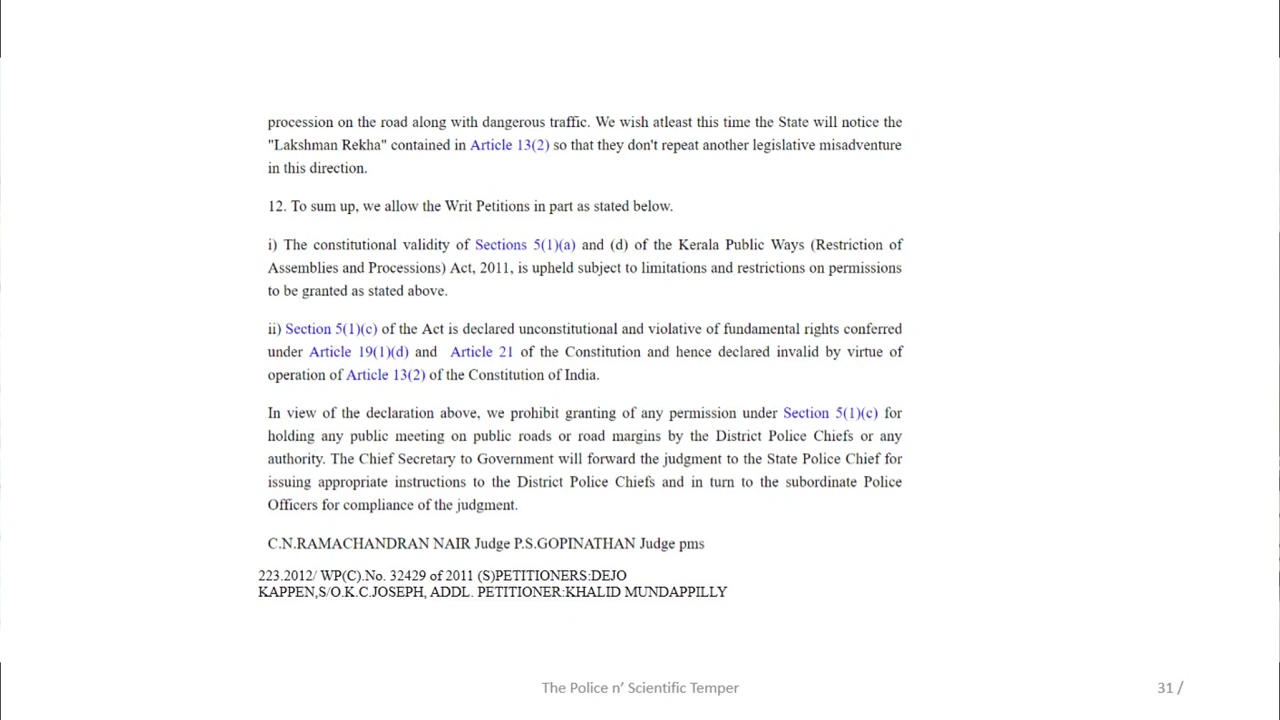 procession on the road along with dangerous traffic. We wish atleast this time the State will notice the
"Lakshman Rekha" contained in Article 13(2) so that they don't repeat another legislative misadventure
in this direction.
12. To sum up, we allow the Writ Petitions in part as stated below.
i) The constitutional validity of Sections 5(1)(a) and (d) of the Kerala Public Ways (Restriction of
Assemblies and Processions) Act, 2011, is upheld subject to limitations and restrictions on permissions
to be granted as stated above.
ii) Section 5(1)(c) of the Act is declared unconstitutional and violative of fundamental rights conferred
under Article 19(1)(d) and Article 21 of the Constitution and hence declared invalid by virtue of
operation of Article 13(2) of the Constitution of India.
In view of the declaration above, we prohibit granting of any permission under Section 5(1)(c) for
holding any public meeting on public roads or road margins by the District Police Chiefs or any
authority. The Chief Secretary to Government will forward the judgment to the State Police Chief for
issuing appropriate instructions to the District Police Chiefs and in turn to the subordinate Police
Officers for compliance of the judgment.
C.N.RAMACHANDRAN NAIR Judge P.S.GOPINATHAN Judge pms
223.2012/ WP(C).No. 32429 of 2011 (S)PETITIONERS:DEJO
KAPPEN,S/O.K.C.JOSEPH, ADDL. PETITIONER:KHALID MUNDAPPILLY
The Police n' Scientific Temper
31 /